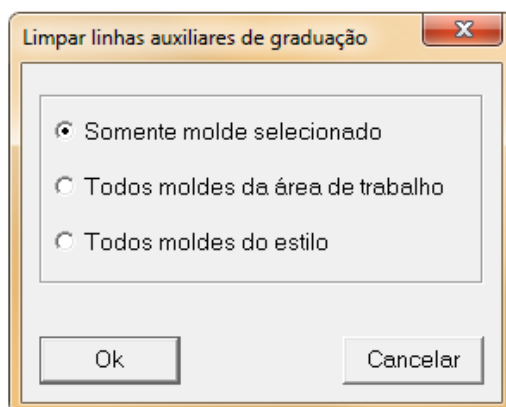 Limpar linhas auxiliares de graduação
Somente molde selecionado
Todos moldes da área de trabalho
Todos moldes do estilo
Ok Cancelar